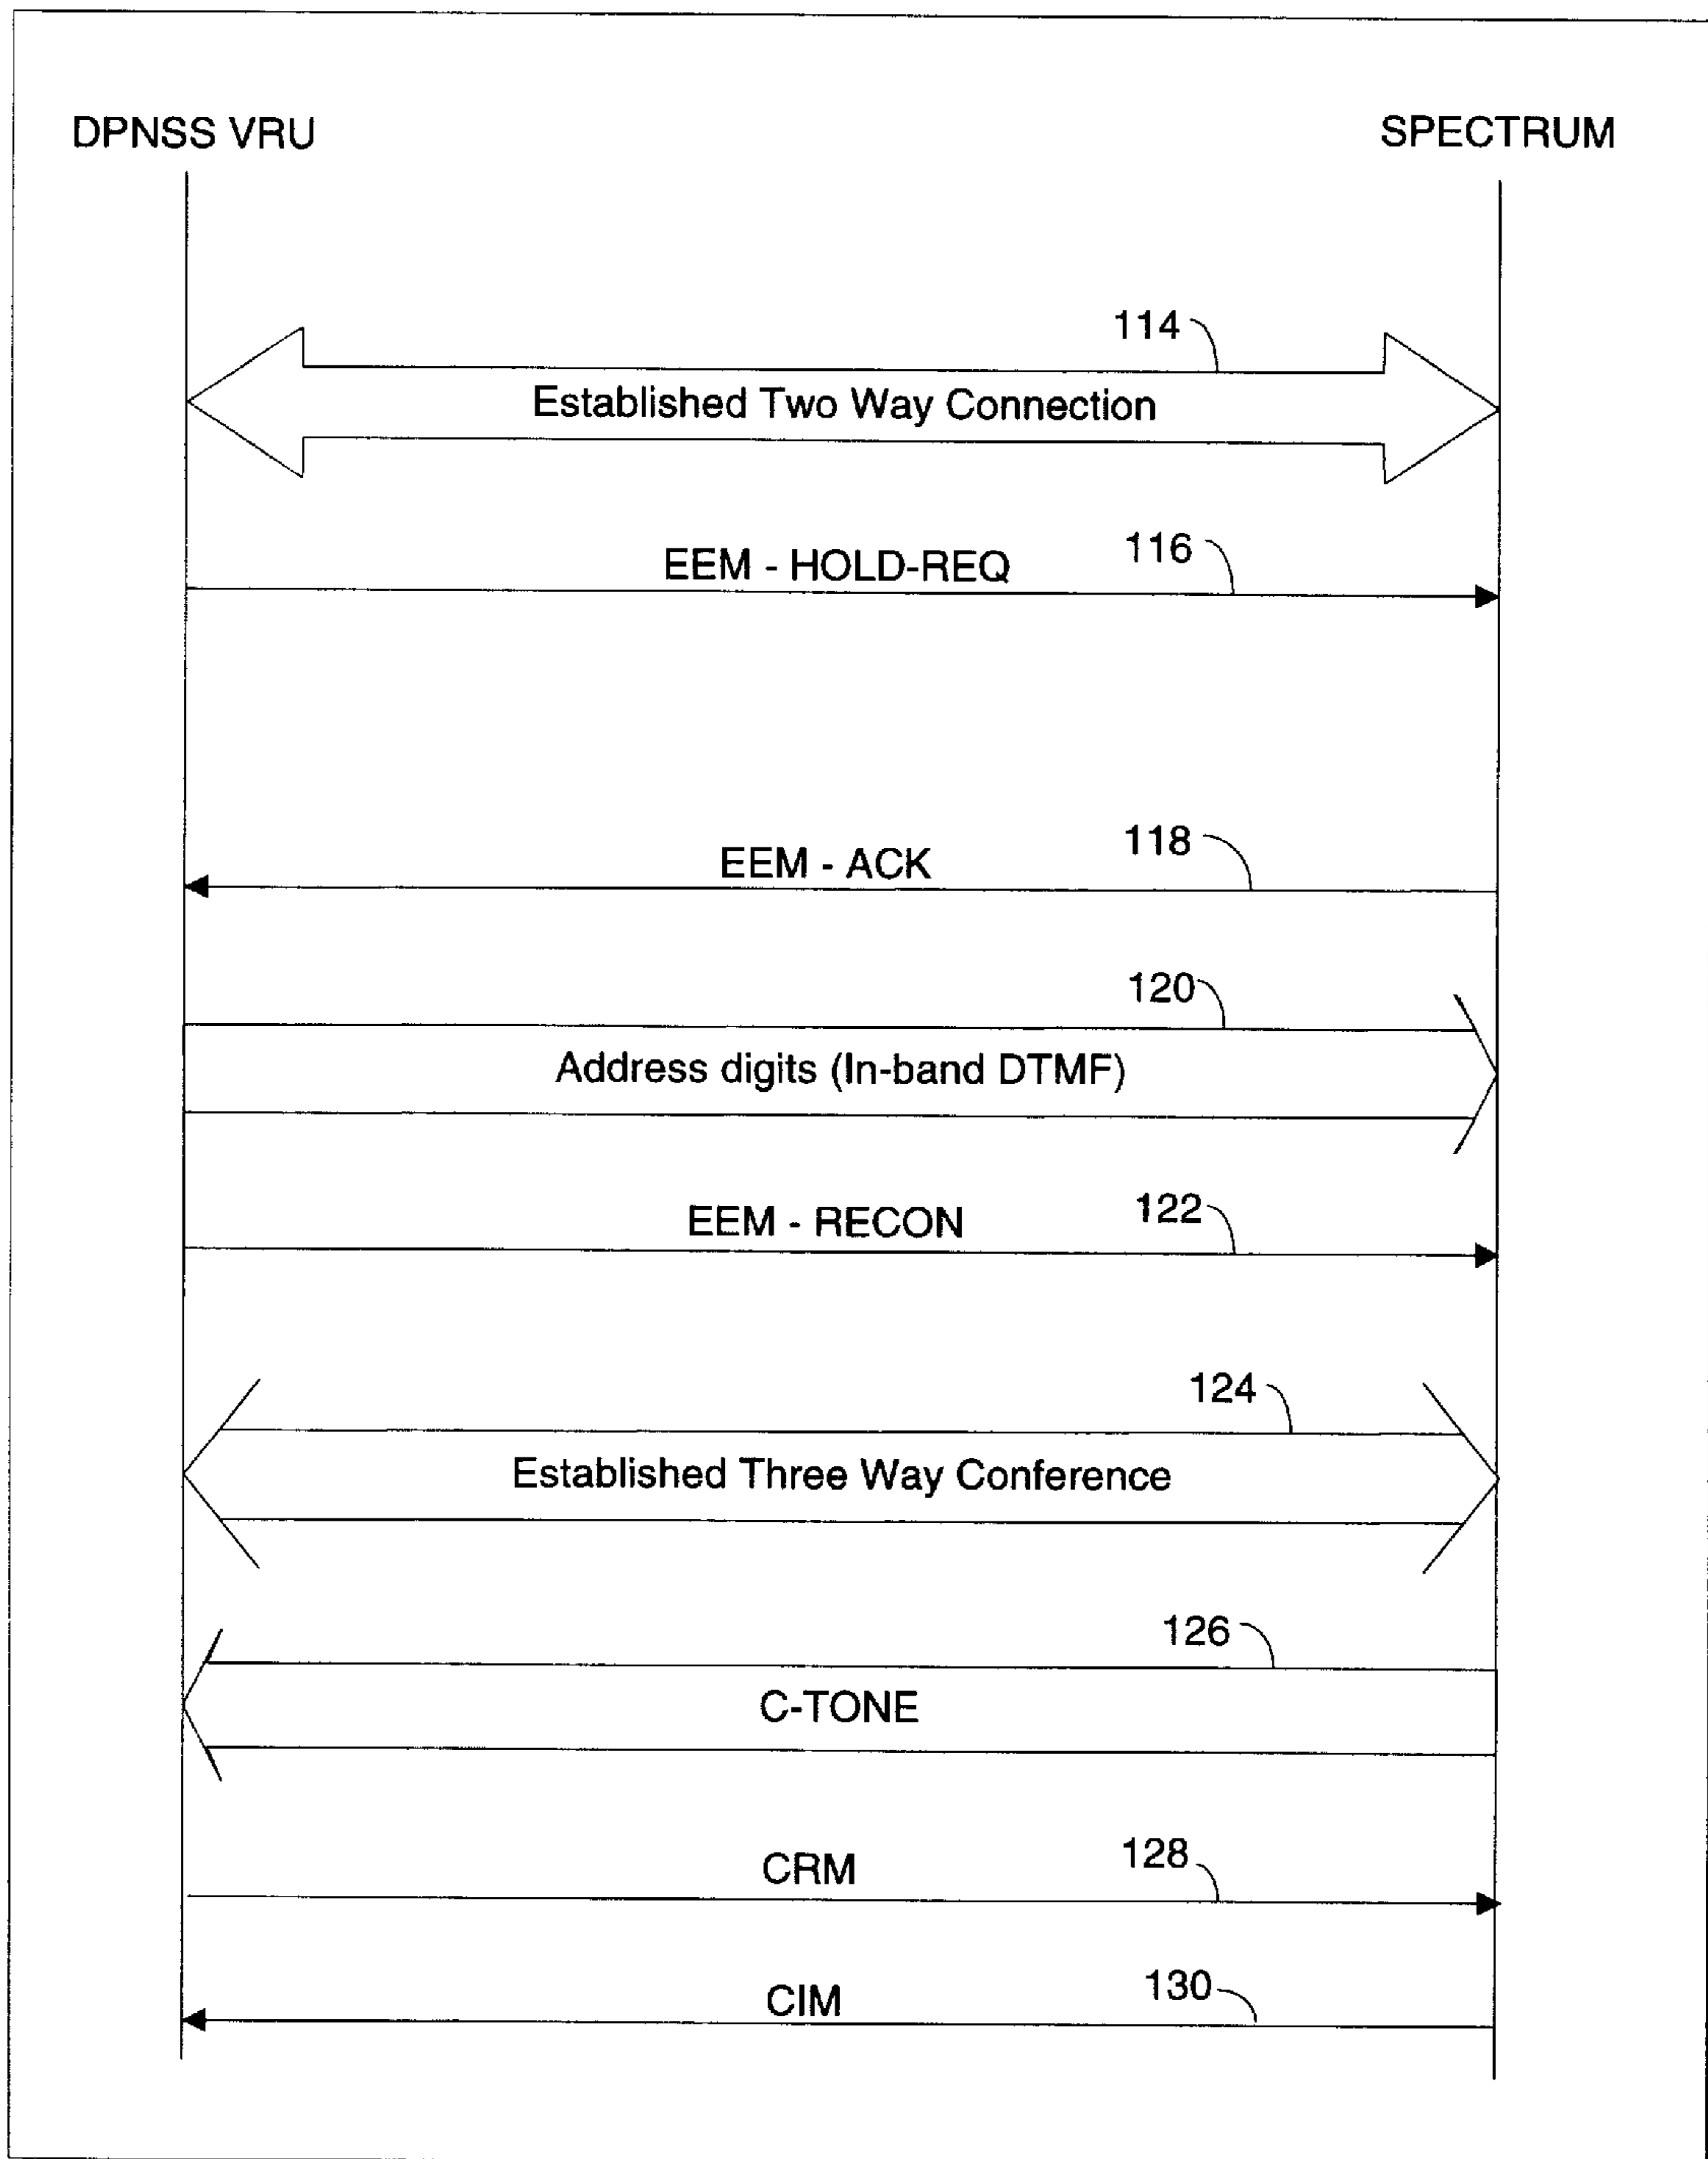 DPNSS VRU SPECTRUM
114
Established Two Way Connection
116
EEM - HOLD-REQ
118
EEM - ACK
120
Address digits (In-band DTMF)
122
EEM - RECON
124
Established Three Way Conference
126
C-TONE
128
CRM
130
CIM